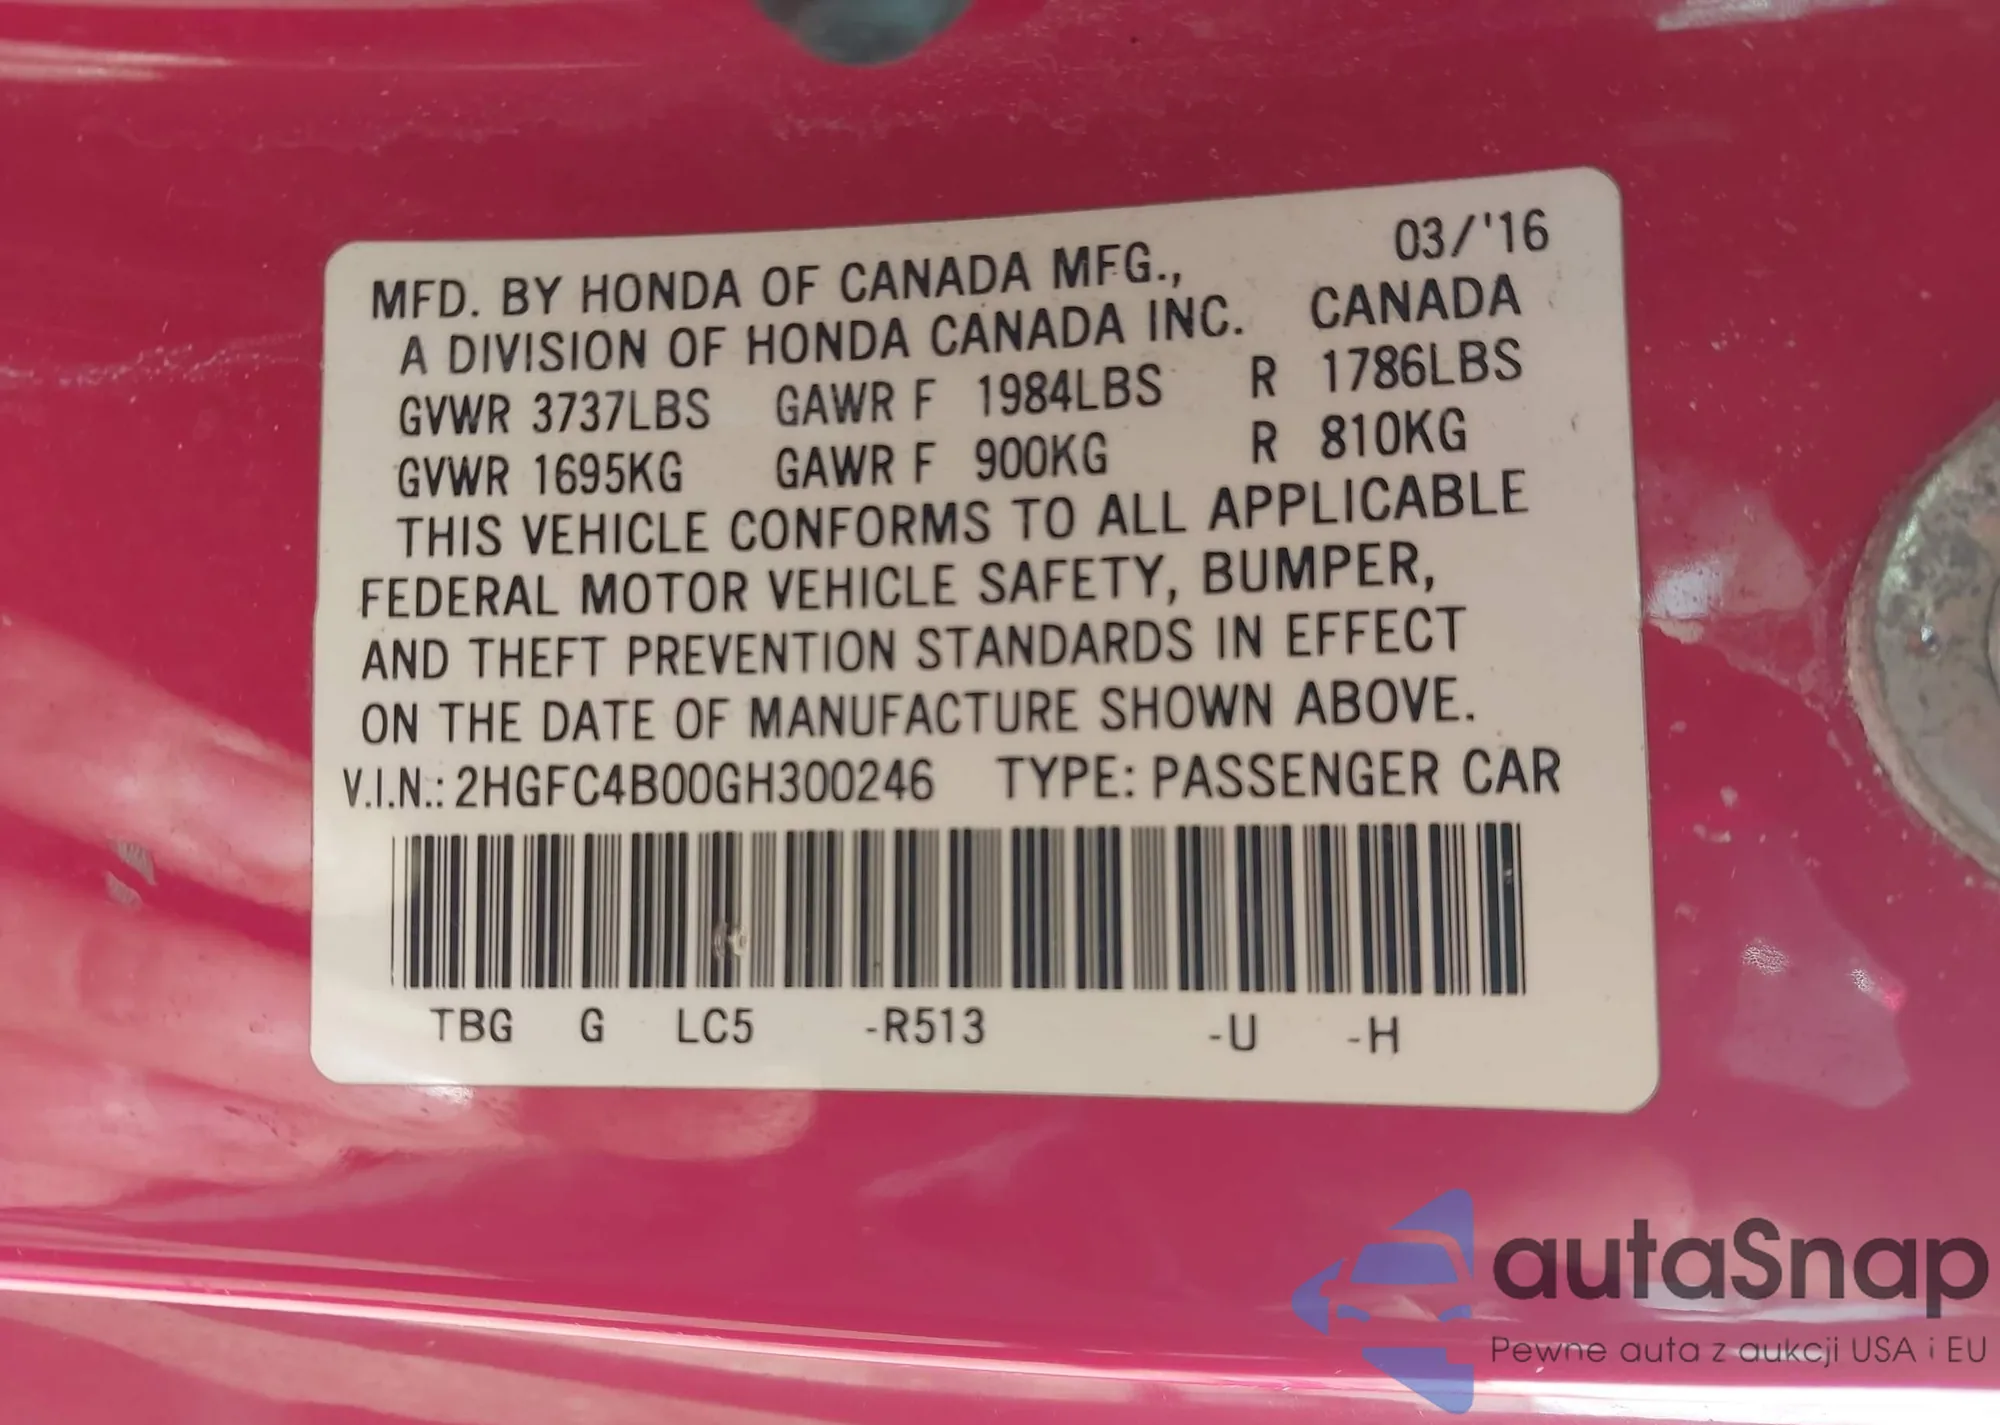 03/'16
MFD. BY HONDA OF CANADA MFG.,
A DIVISION OF HONDA CANADA INC. CANADA
GVWR 3737LBS GAWR F 1984LBS R 1786LBS
GVWR 1695KG GAWR F 900KG R 810KG
THIS VEHICLE CONFORMS TO ALL APPLICABLE
FEDERAL MOTOR VEHICLE SAFETY, BUMPER,
AND THEFT PREVENTION STANDARDS IN EFFECT
ON THE DATE OF MANUFACTURE SHOWN ABOVE.
V.I.N.: 2HGFC4B00GH300246 TYPE: PASSENGER CAR
TBG G LC5 -R513 -U -H
autaSnap
Pewne auta z aukcji USA i EU